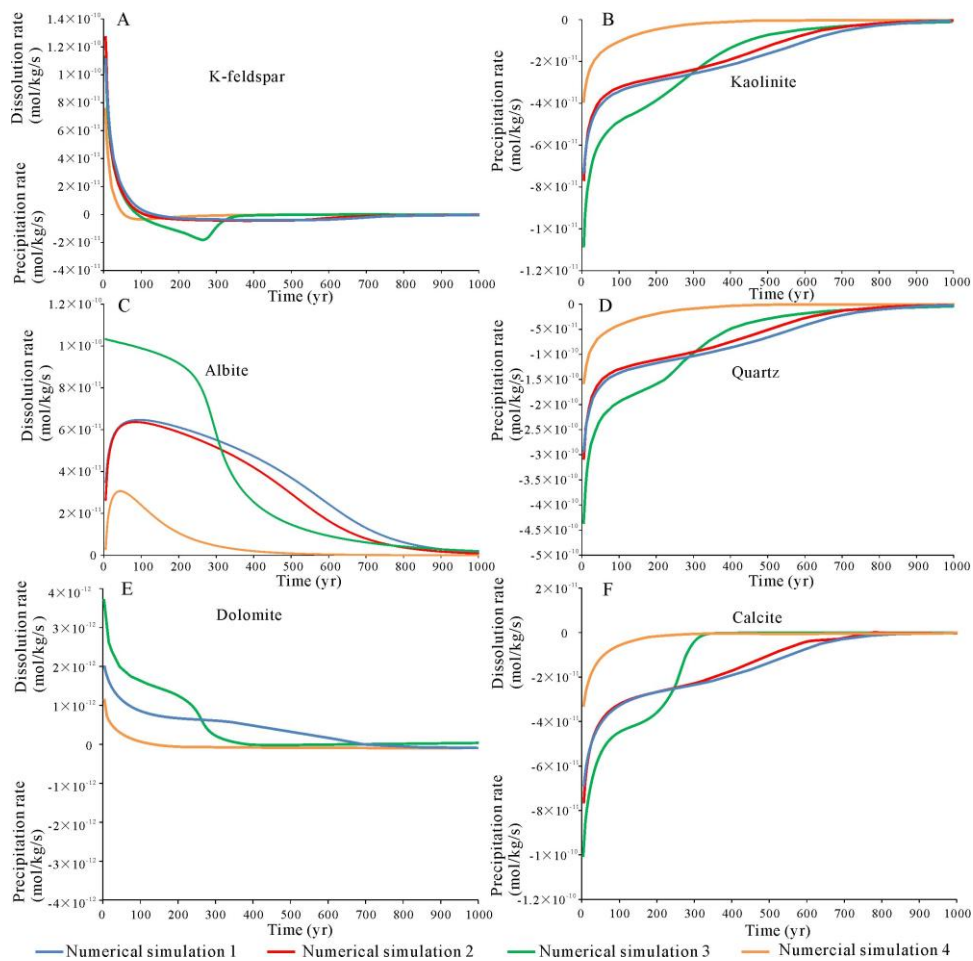 A
Dissolution rate
(mol/kg/s)
Precipitation rate
(mol/kg/s)
1.4×10⁻¹⁰
1.2×10⁻¹⁰
1×10⁻¹⁰
8×10⁻¹¹
6×10⁻¹¹
4×10⁻¹¹
2×10⁻¹¹
0
-2×10⁻¹¹
-4×10⁻¹¹
K-feldspar
0 100 200 300 400 500 600 700 800 900 1000
Time (yr)
B
Precipitation rate
(mol/kg/s)
0
-2×10⁻¹¹
-4×10⁻¹¹
-6×10⁻¹¹
-8×10⁻¹¹
-1×10⁻¹¹
-1.2×10⁻¹¹
Kaolinite
0 100 200 300 400 500 600 700 800 900 1000
Time (yr)
C
Dissolution rate
(mol/kg/s)
1.2×10⁻¹⁰
1×10⁻¹⁰
8×10⁻¹¹
6×10⁻¹¹
4×10⁻¹¹
2×10⁻¹¹
0
Albite
0 100 200 300 400 500 600 700 800 900 1000
Time (yr)
D
Precipitation rate
(mol/kg/s)
0
-5×10⁻¹¹
-1×10⁻¹⁰
-1.5×10⁻¹⁰
-2×10⁻¹⁰
-2.5×10⁻¹⁰
-3×10⁻¹⁰
-3.5×10⁻¹⁰
-4×10⁻¹⁰
-4.5×10⁻¹⁰
-5×10⁻¹⁰
Quartz
0 100 200 300 400 500 600 700 800 900 1000
Time (yr)
E
Dissolution rate
(mol/kg/s)
Precipitation rate
(mol/kg/s)
4×10⁻¹²
3×10⁻¹²
2×10⁻¹²
1×10⁻¹²
0
-1×10⁻¹²
-2×10⁻¹²
-3×10⁻¹²
-4×10⁻¹²
Dolomite
0 100 200 300 400 500 600 700 800 900 1000
Time (yr)
F
Dissolution rate
(mol/kg/s)
Precipitation rate
(mol/kg/s)
2×10⁻¹¹
0
-2×10⁻¹¹
-4×10⁻¹¹
-6×10⁻¹¹
-8×10⁻¹¹
-1×10⁻¹⁰
-1.2×10⁻¹⁰
Calcite
0 100 200 300 400 500 600 700 800 900 1000
Time (yr)
Numerical simulation 1 Numerical simulation 2 Numerical simulation 3 Numercial simulation 4